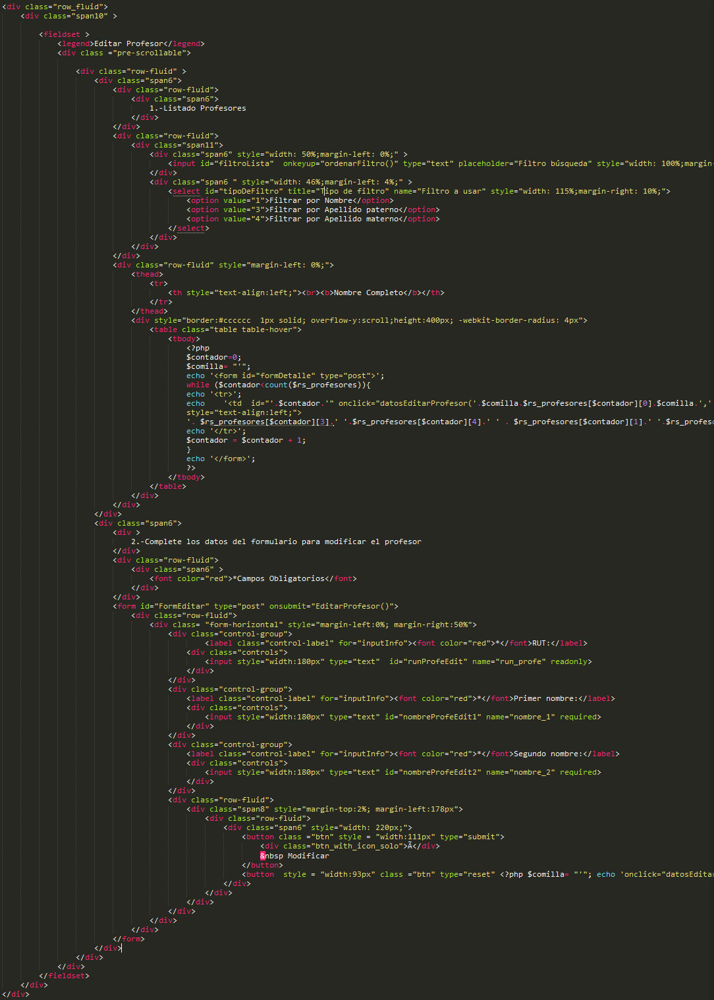 <div class="row_fluid">
<div class="span10" >
<fieldset >
<legend>Editar Profesor</legend>
<div class ="pre-scrollable">
<div class="row-fluid" >
<div class="span6">
<div class="row-fluid">
<div class="span6">
1.-Listado Profesores
</div>
</div>
<div class="row-fluid">
<div class="span11">
<div class="span6" style="width: 50%;margin-left: 0%;" >
<input id="filtroLista"  onkeyup="ordenarFiltro()" type="text" placeholder="Filtro búsqueda" style="width: 100%;margin-
</div>
<div class="span6 " style="width: 46%;margin-left: 4%;" >
<select id="tipoDeFiltro" title="Tipo de filtro" name="Filtro a usar" style="width: 115%;margin-right: 10%;">
<option value="1">Filtrar por Nombre</option>
<option value="3">Filtrar por Apellido paterno</option>
<option value="4">Filtrar por Apellido materno</option>
</select>
</div>
</div>
</div>
<div class="row-fluid" style="margin-left: 0%;">
<thead>
<tr>
<th style="text-align:left;"><br><b>Nombre Completo</b></th>
</tr>
</thead>
<div style="border:#cccccc  1px solid; overflow-y:scroll;height:400px; -webkit-border-radius: 4px">
<table class="table table-hover">
<tbody>
<?php
$contador=0;
$comilla= "'";
echo '<form id="formDetalle" type="post">';
while ($contador<count($rs_profesores)){
echo '<tr>';
echo    '<td  id="'.$contador.'" onclick="datosEditarProfesor('.$comilla.$rs_profesores[$contador][0].$comilla.','
style="text-align:left;">
'. $rs_profesores[$contador][3].' '.$rs_profesores[$contador][4].' ' . $rs_profesores[$contador][1].' '.$rs_profeso
echo '</tr>';
$contador = $contador + 1;
}
echo '</form>';
?>
</tbody>
</table>
</div>
</div>
</div>
<div class="span6">
<div >
2.-Complete los datos del formulario para modificar el profesor
</div>
<div class="row-fluid">
<div class="span6" >
<font color="red">*Campos Obligatorios</font>
</div>
</div>
<form id="FormEditar" type="post" onsubmit="EditarProfesor()">
<div class="row-fluid">
<div class= "form-horizontal" style="margin-left:0%; margin-right:50%">
<div class="control-group">
<label class="control-label" for="inputInfo"><font color="red">*</font>RUT:</label>
<div class="controls">
<input style="width:180px" type="text"  id="runProfeEdit" name="run_profe" readonly>
</div>
</div>
<div class="control-group">
<label class="control-label" for="inputInfo"><font color="red">*</font>Primer nombre:</label>
<div class="controls">
<input style="width:180px" type="text" id="nombreProfeEdit1" name="nombre_1" required>
</div>
</div>
<div class="control-group">
<label class="control-label" for="inputInfo"><font color="red">*</font>Segundo nombre:</label>
<div class="controls">
<input style="width:180px" type="text" id="nombreProfeEdit2" name="nombre_2" required>
</div>
</div>
<div class="row-fluid">
<div class="span8" style="margin-top:2%; margin-left:178px">
<div class="row-fluid">
<div class="span6" style="width: 220px;">
<button class ="btn" style = "width:111px" type="submit">
<div class="btn_with_icon_solo">Ã</div>
&nbsp Modificar
</button>
<button  style = "width:93px" class ="btn" type="reset" <?php $comilla= "'"; echo 'onclick="datosEdita
</div>
</div>
</div>
</div>
</div>
</div>
</form>
</div>
</div>
</div>
</fieldset>
</div>
</div>